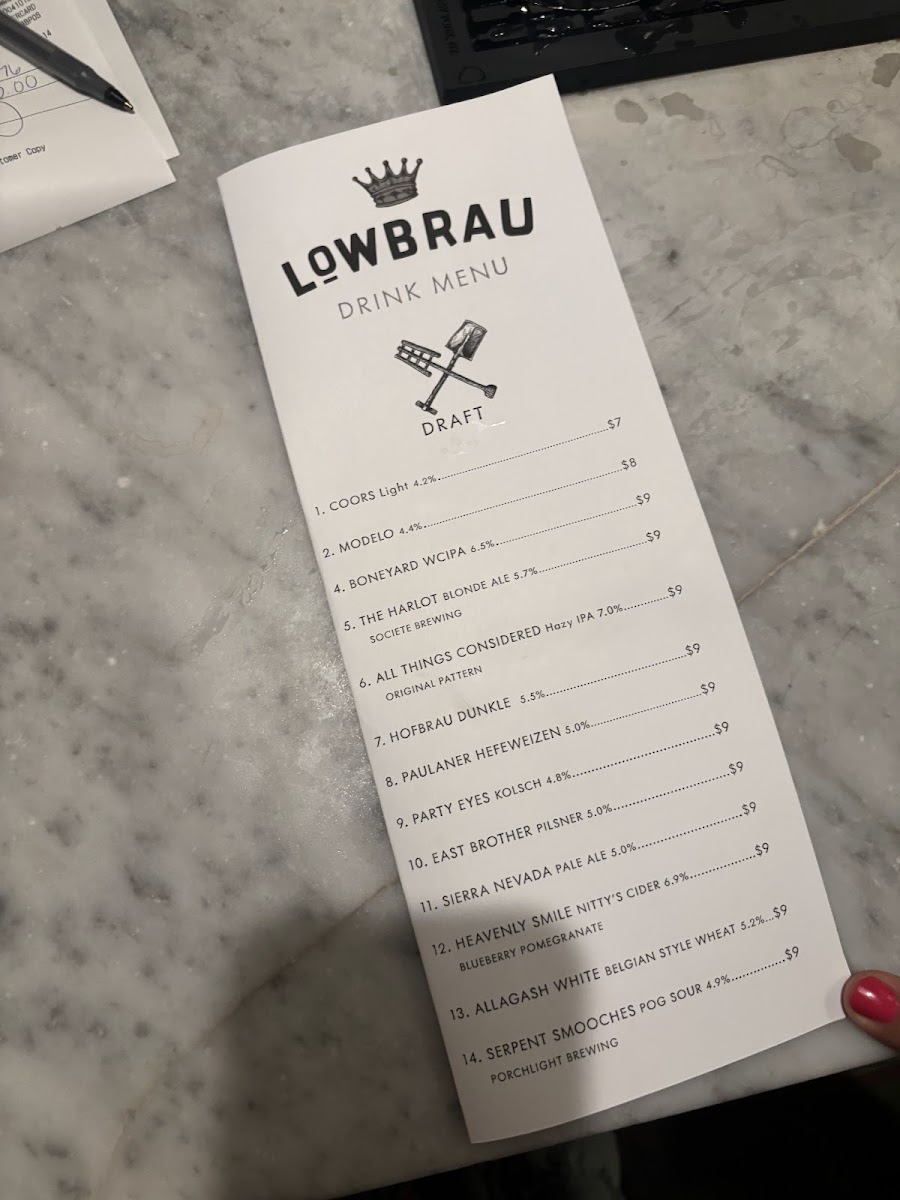 tomer Copy
LOWBRAU
DRINK MENU
DRAFT
1. COORS Light 4.2%..........$7
2. MODELO 4.4%..........$8
4. BONEYARD WCIPA 6.5%..........$9
5. THE HARLOT BLONDE ALE 5.7%..........$9
SOCIETE BREWING
6. ALL THINGS CONSIDERED Hazy IPA 7.0%..........$9
ORIGINAL PATTERN
7. HOFBRAU DUNKLE 5.5%..........$9
8. PAULANER HEFEWEIZEN 5.0%..........$9
9. PARTY EYES KOLSCH 4.8%..........$9
10. EAST BROTHER PILSNER 5.0%..........$9
11. SIERRA NEVADA PALE ALE 5.0%..........$9
12. HEAVENLY SMILE NITTY'S CIDER 6.9%..........$9
BLUEBERRY POMEGRANATE
13. ALLAGASH WHITE BELGIAN STYLE WHEAT 5.2%...$9
14. SERPENT SMOOCHES POG SOUR 4.9%..........$9
PORCHLIGHT BREWING